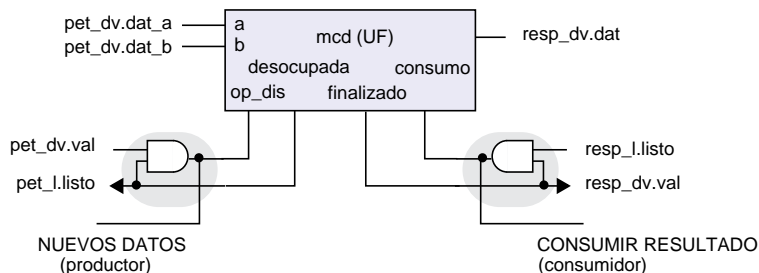 pet_dv.dat_a
a
mcd (UF)
resp_dv.dat
pet_dv.dat_b
b
desocupada
consumo
op_dis
finalizado
pet_dv.val
resp_l.listo
pet_l.listo
resp_dv.val
NUEVOS DATOS
(productor)
CONSUMIR RESULTADO
(consumidor)